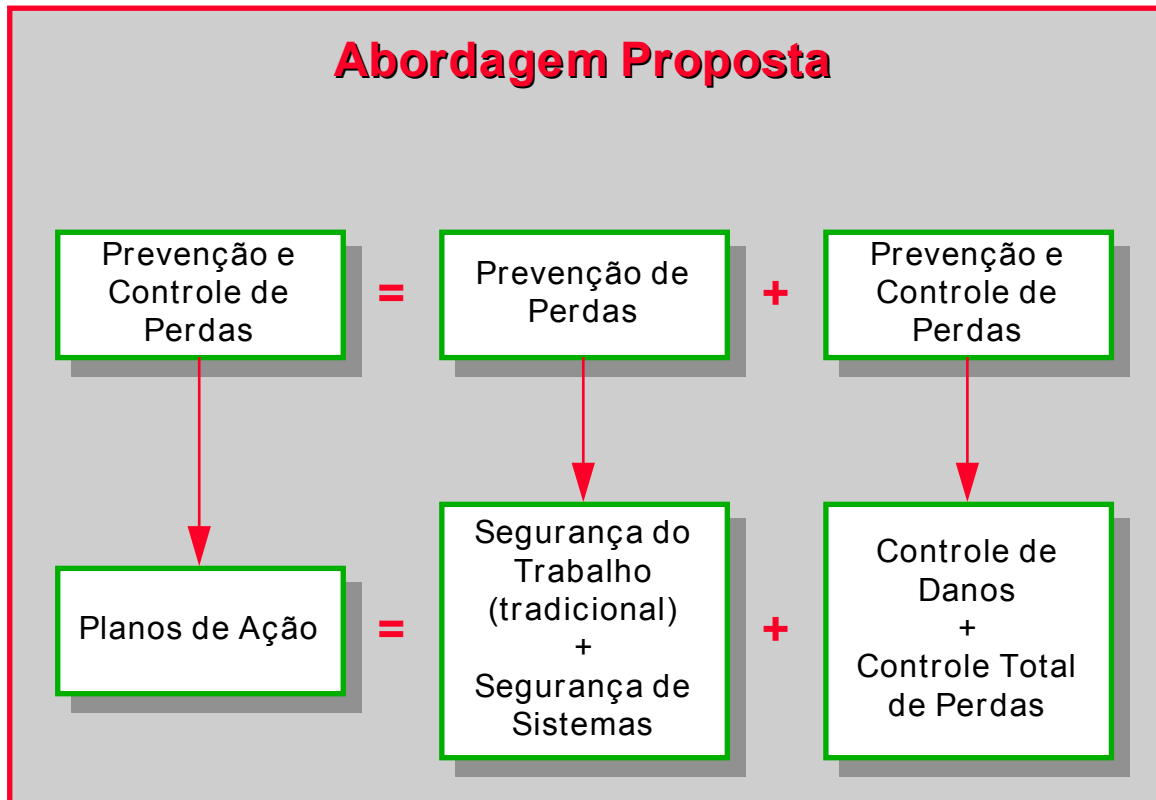 Abordagem Proposta
Prevenção e
Controle de
Perdas
=
Prevenção de
Perdas
+
Prevenção e
Controle de
Perdas
Planos de Ação
=
Segurança do
Trabalho
(tradicional)
+
Segurança de
Sistemas
+
Controle de
Danos
+
Controle Total
de Perdas